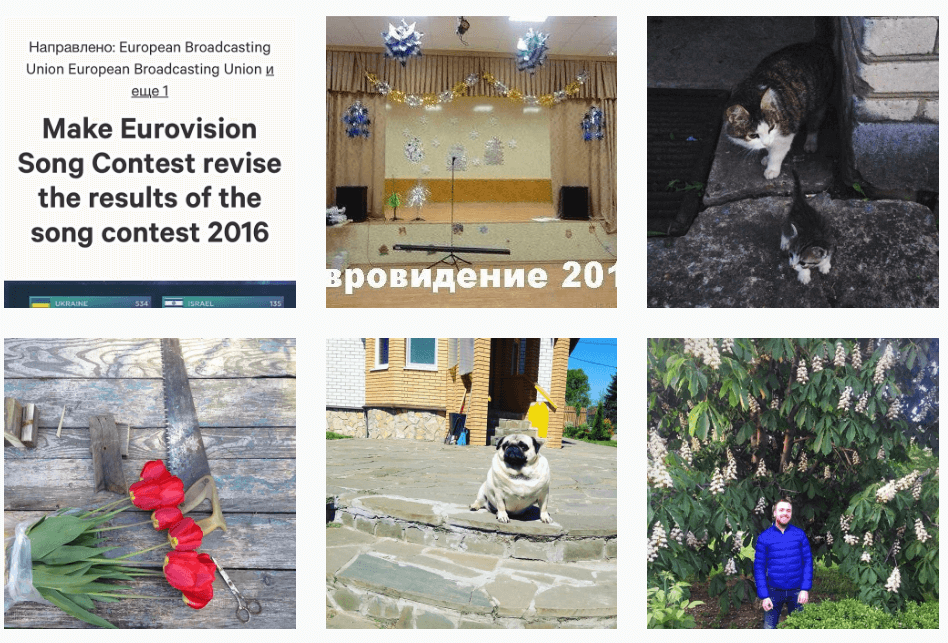 Направлено: European Broadcasting
Union European Broadcasting Union и
еще 1
Make Eurovision
Song Contest revise
the results of the
song contest 2016
UKRAINE 534 ISRAEL 135
вровидение 201